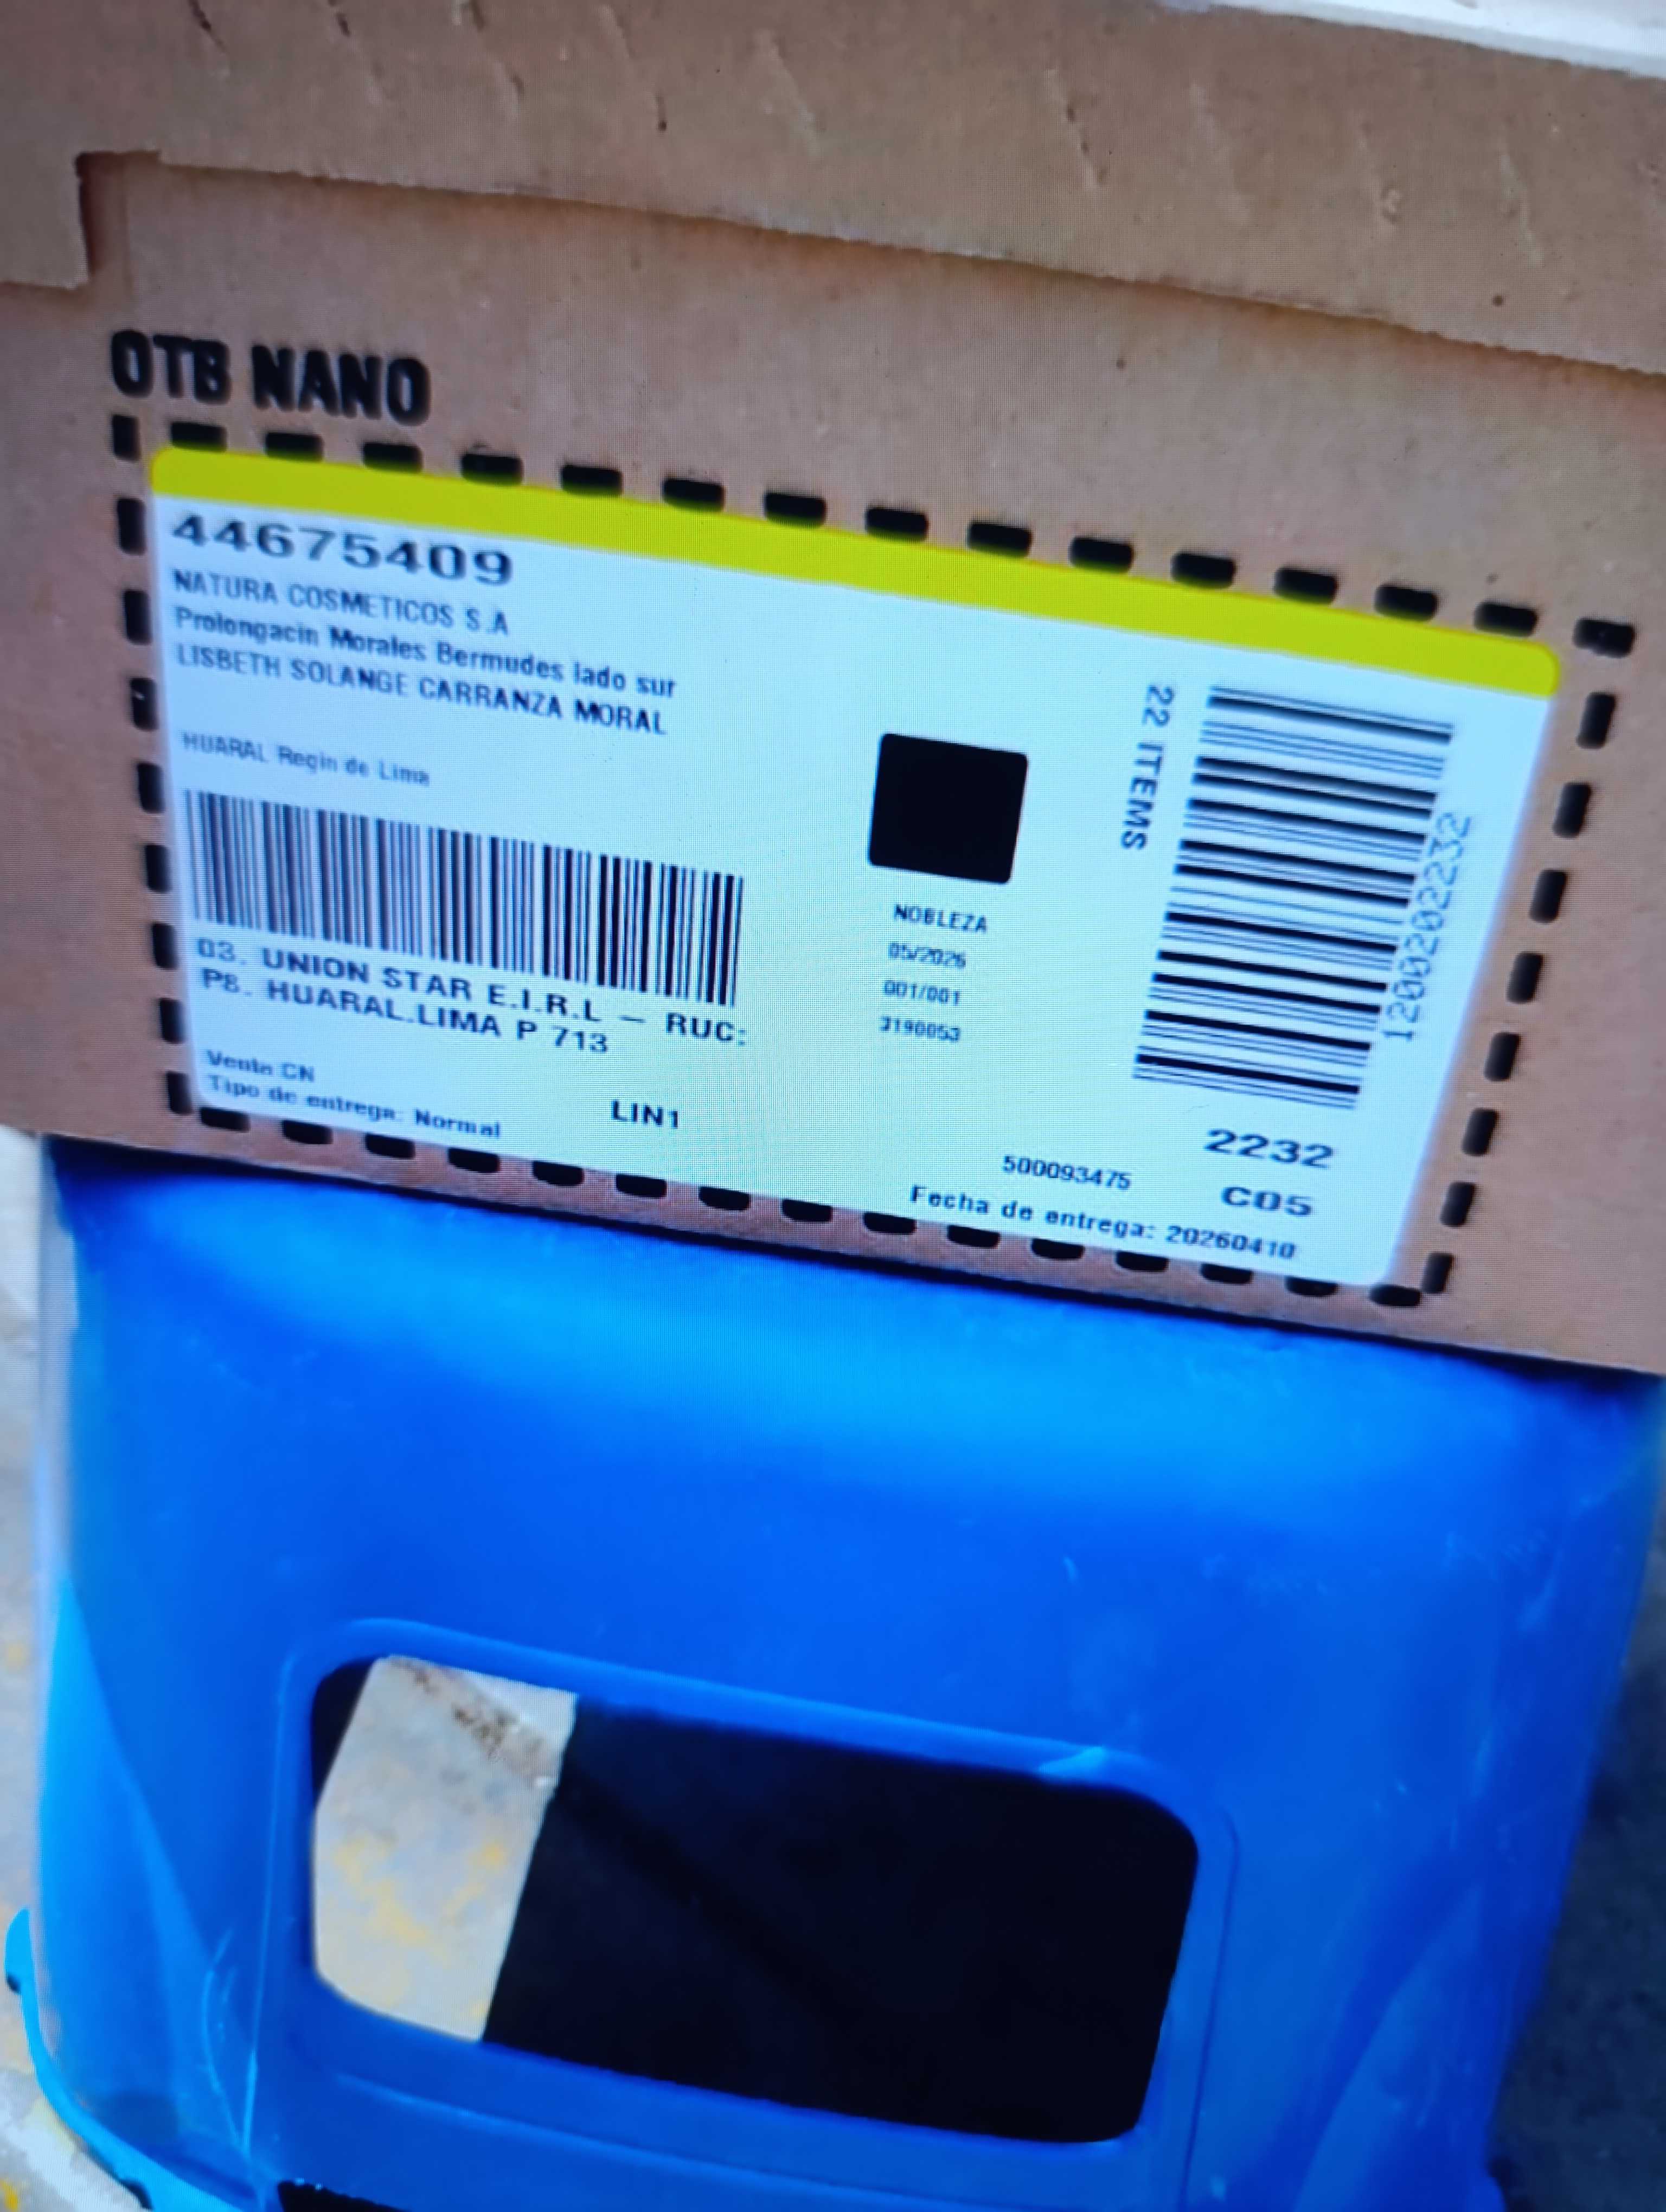 OTB NANO
44675409
NATURA COSMETICOS S.A
Prolongacin Morales Bermudes lado sur
LISBETH SOLANGE CARRANZA MORAL
HUARAL Regin de Lima
03. UNION STAR E.I.R.L - RUC:
P8. HUARAL.LIMA P 713
Venta CN
Tipo de entrega: Normal
LIN1
NOBLEZA
05/2026
001/001
3190053
22 ITEMS
120020202232
2232
C05
500093475
Fecha de entrega: 20260410